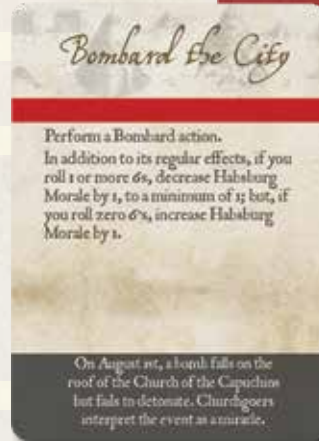 Bombard the City
Perform a Bombard action.
In addition to its regular effects, if you
roll 1 or more 6s, decrease Habsburg
Morale by 1, to a minimum of 1; but, if
you roll zero 6's, increase Habsburg
Morale by 1.
On August 1st, a bomb falls on the
roof of the Church of the Capuchins
but fails to detonate. Churchgoers
interpret the event as a miracle.